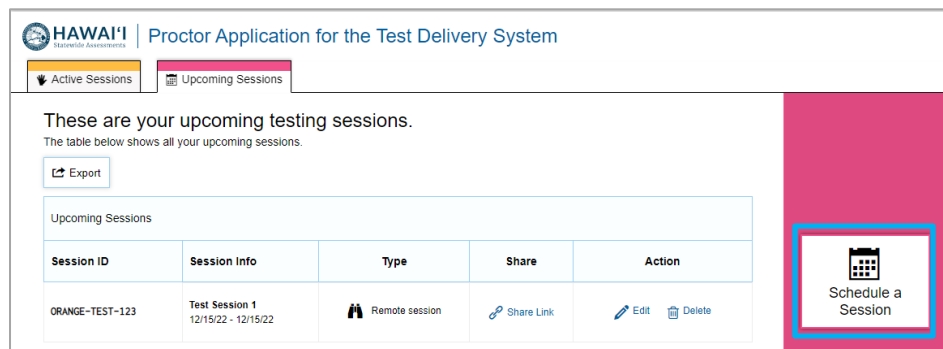 HAWAIʻI
Statewide Assessments
Proctor Application for the Test Delivery System
Active Sessions
Upcoming Sessions
These are your upcoming testing sessions.
The table below shows all your upcoming sessions.
Export
Upcoming Sessions
Session ID Session Info Type Share Action
ORANGE-TEST-123 Test Session 1 Remote session Share Link Edit Delete
12/15/22 - 12/15/22
Schedule a
Session